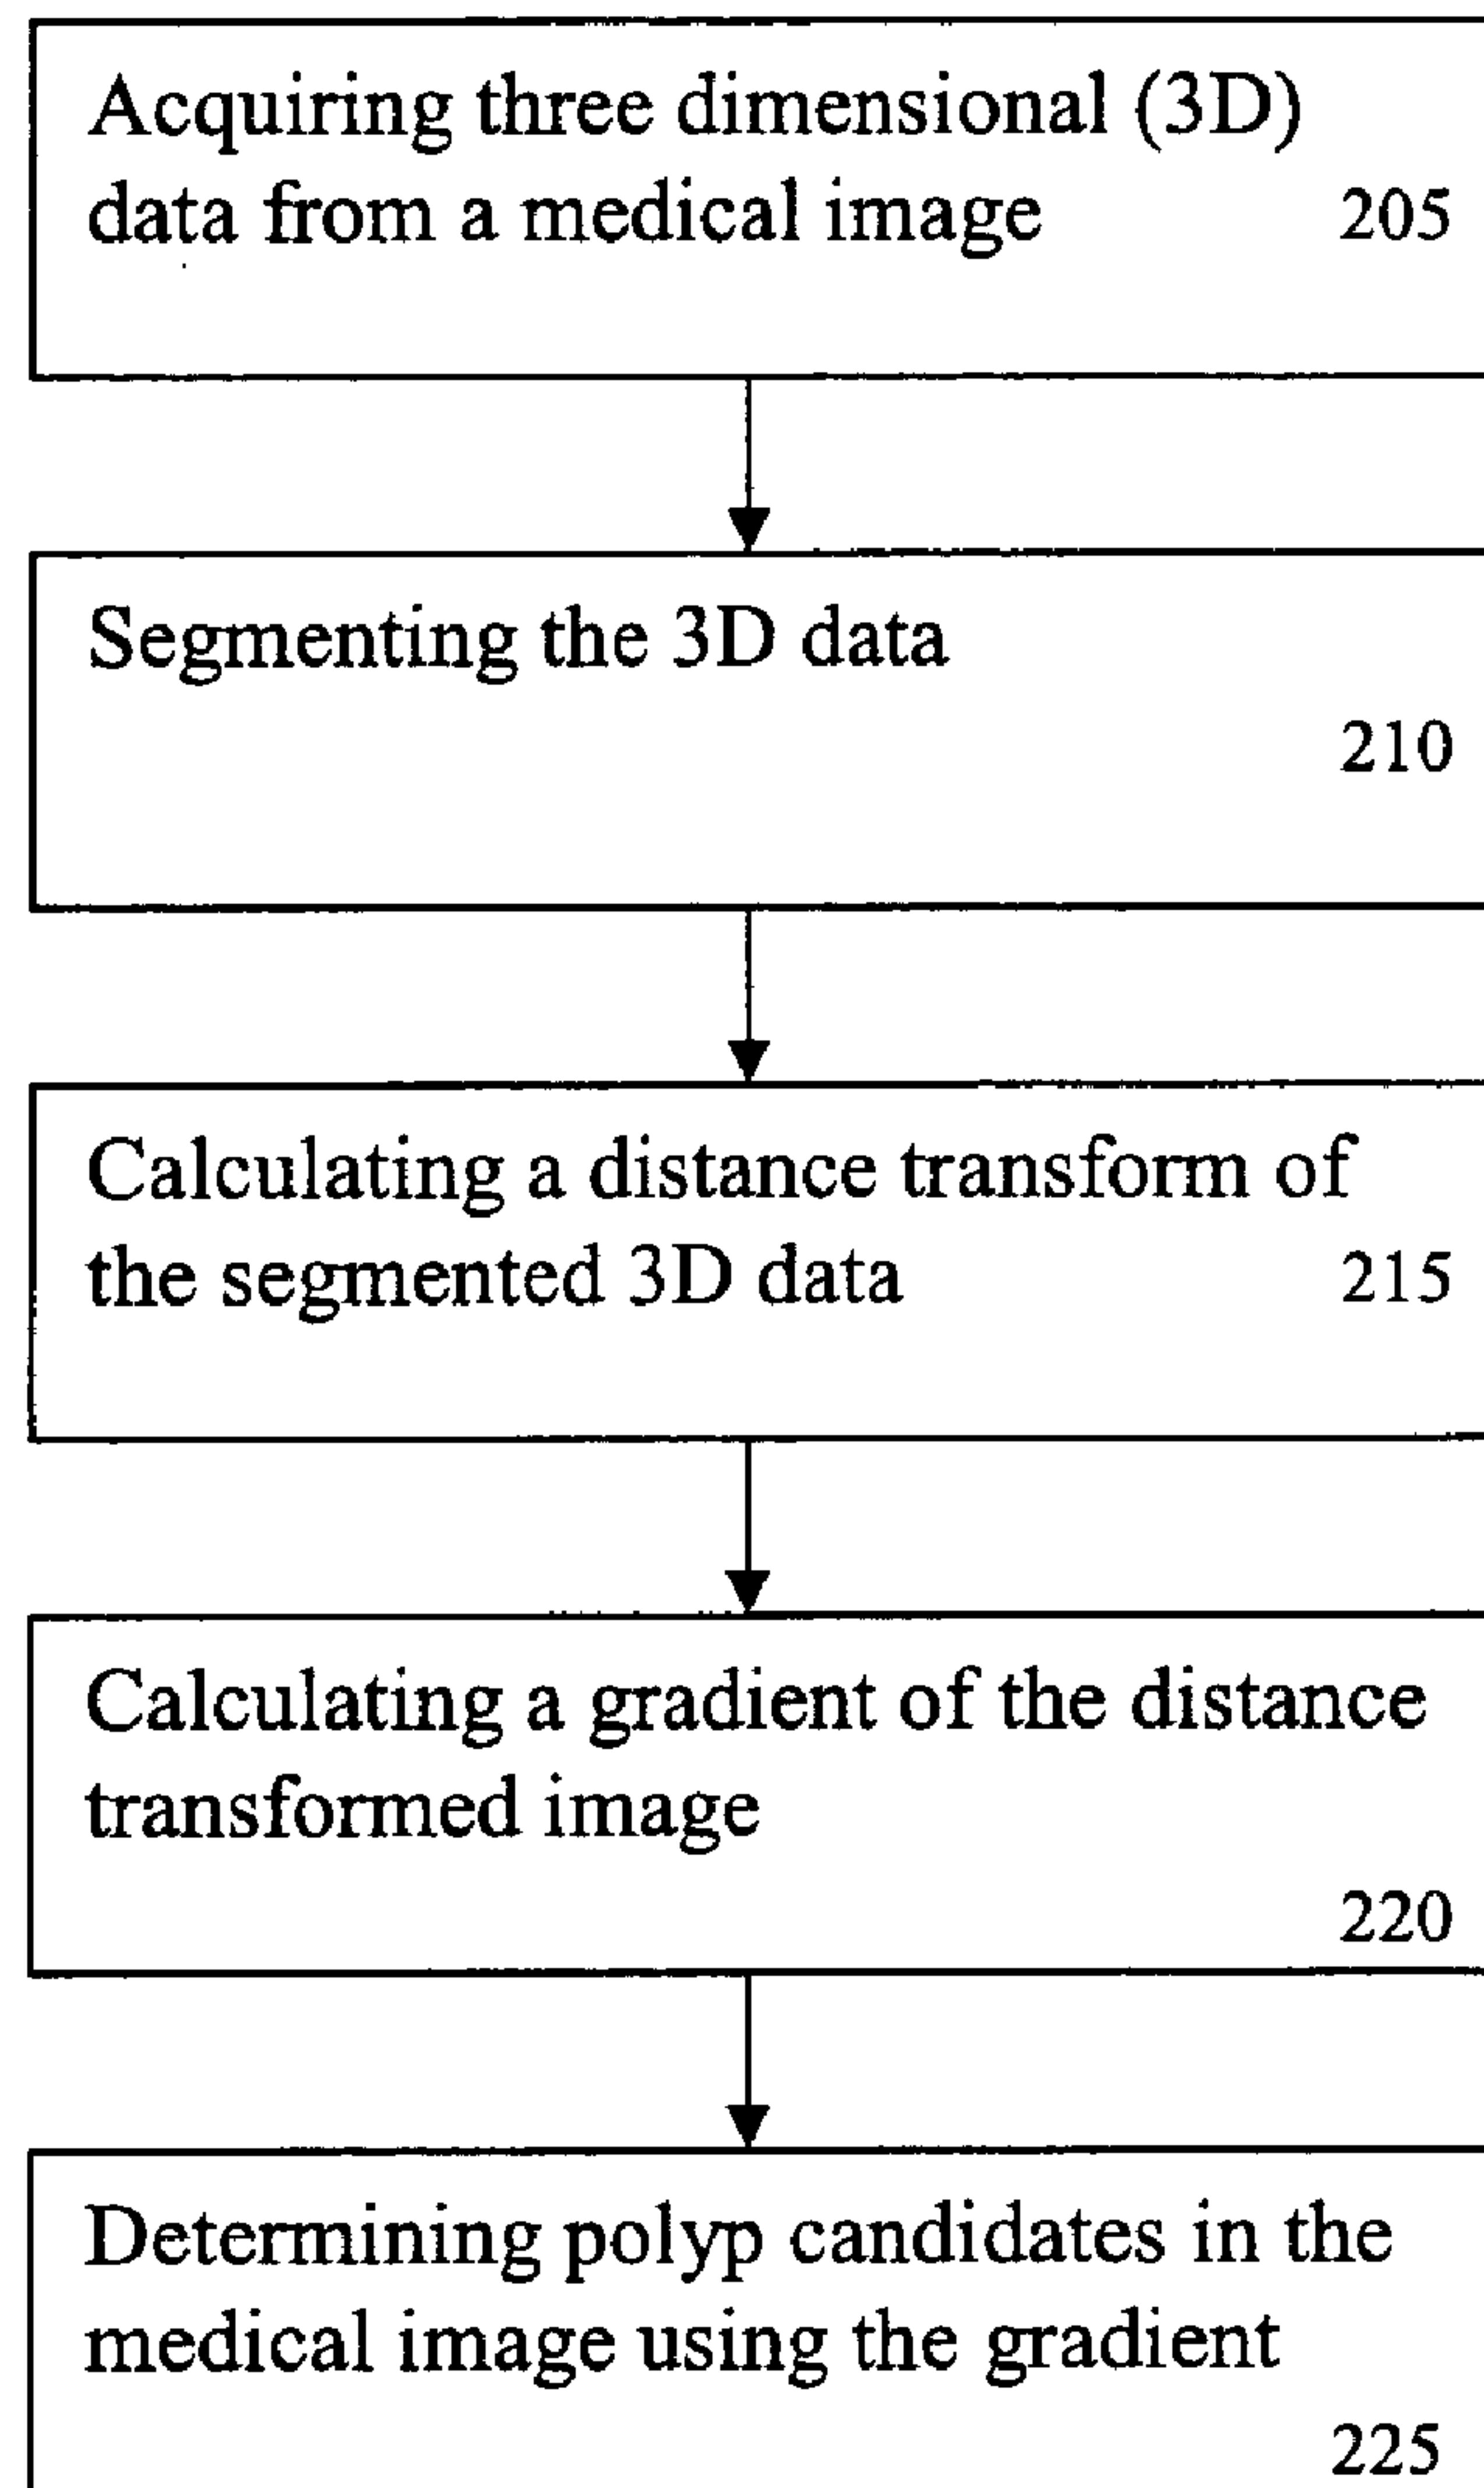 Acquiring three dimensional (3D)
data from a medical image 205
Segmenting the 3D data
210
Calculating a distance transform of
the segmented 3D data 215
Calculating a gradient of the distance
transformed image
220
Determining polyp candidates in the
medical image using the gradient
225